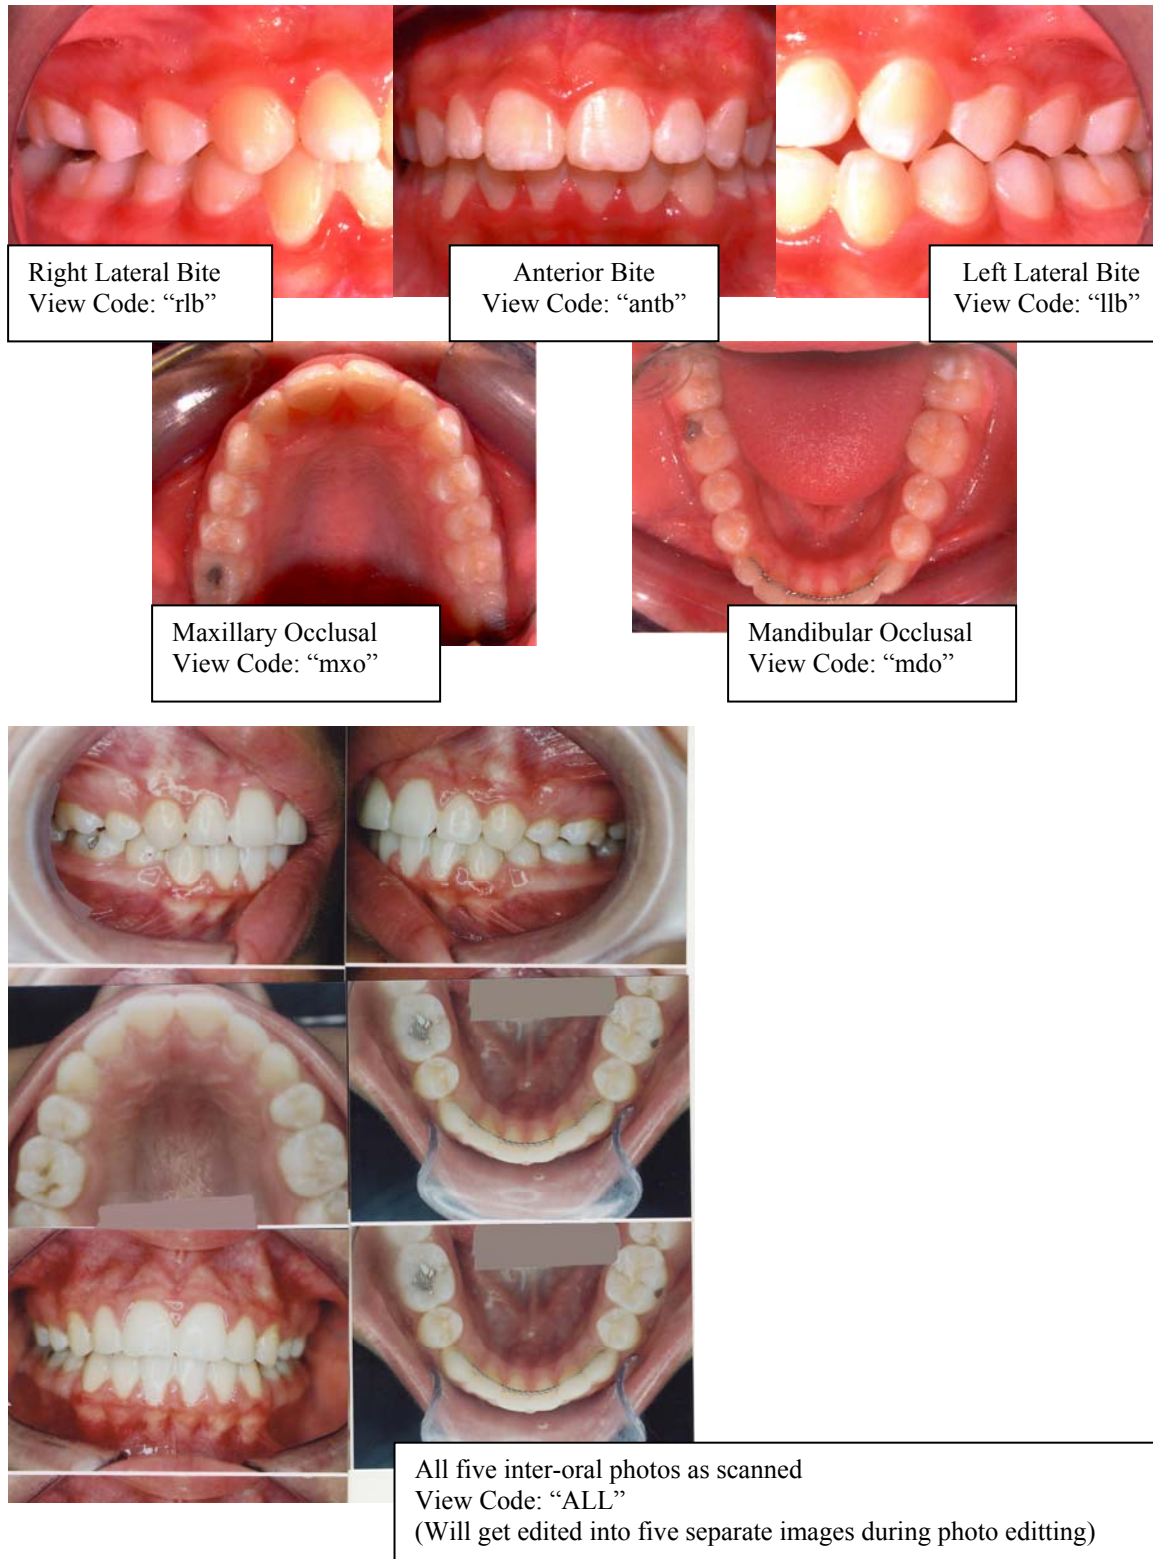 Right Lateral Bite
View Code: “rlb”
Anterior Bite
View Code: “antb”
Left Lateral Bite
View Code: “llb”
Maxillary Occlusal
View Code: “mxo”
Mandibular Occlusal
View Code: “mdo”
All five inter-oral photos as scanned
View Code: “ALL”
(Will get edited into five separate images during photo editting)